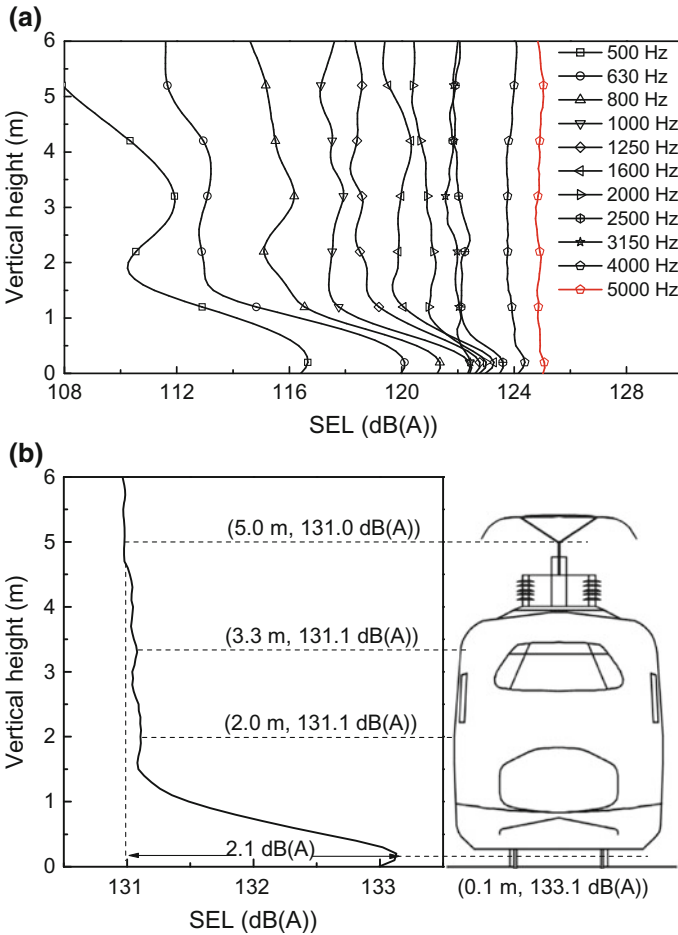 (a)
6
5
4
3
2
1
0
Vertical height (m)
108 112 116 120 124 128
SEL (dB(A))
500 Hz
630 Hz
800 Hz
1000 Hz
1250 Hz
1600 Hz
2000 Hz
2500 Hz
3150 Hz
4000 Hz
5000 Hz
(b)
6
5
4
3
2
1
0
Vertical height (m)
(5.0 m, 131.0 dB(A))
(3.3 m, 131.1 dB(A))
(2.0 m, 131.1 dB(A))
2.1 dB(A)
(0.1 m, 133.1 dB(A))
131 132 133
SEL (dB(A))